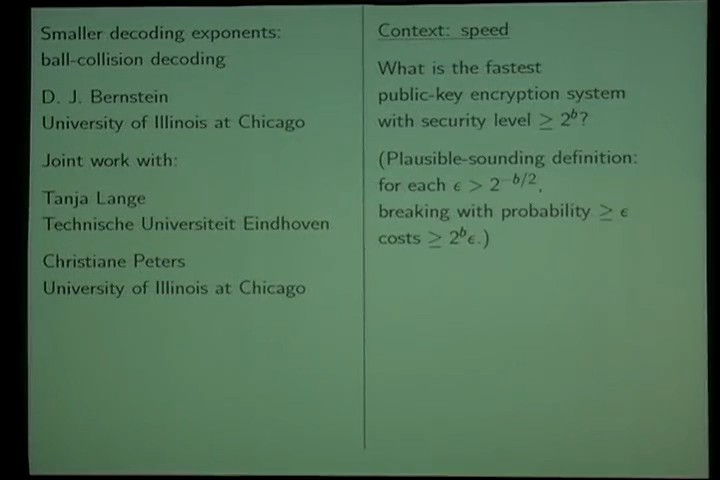 Smaller decoding exponents:
ball-collision decoding
D. J. Bernstein
University of Illinois at Chicago
Joint work with:
Tanja Lange
Technische Universiteit Eindhoven
Christiane Peters
University of Illinois at Chicago
Context: speed
What is the fastest
public-key encryption system
with security level ≥ 2^b?
(Plausible-sounding definition:
for each ϵ > 2^{−b/2},
breaking with probability ≥ ϵ
costs ≥ 2^b ϵ.)